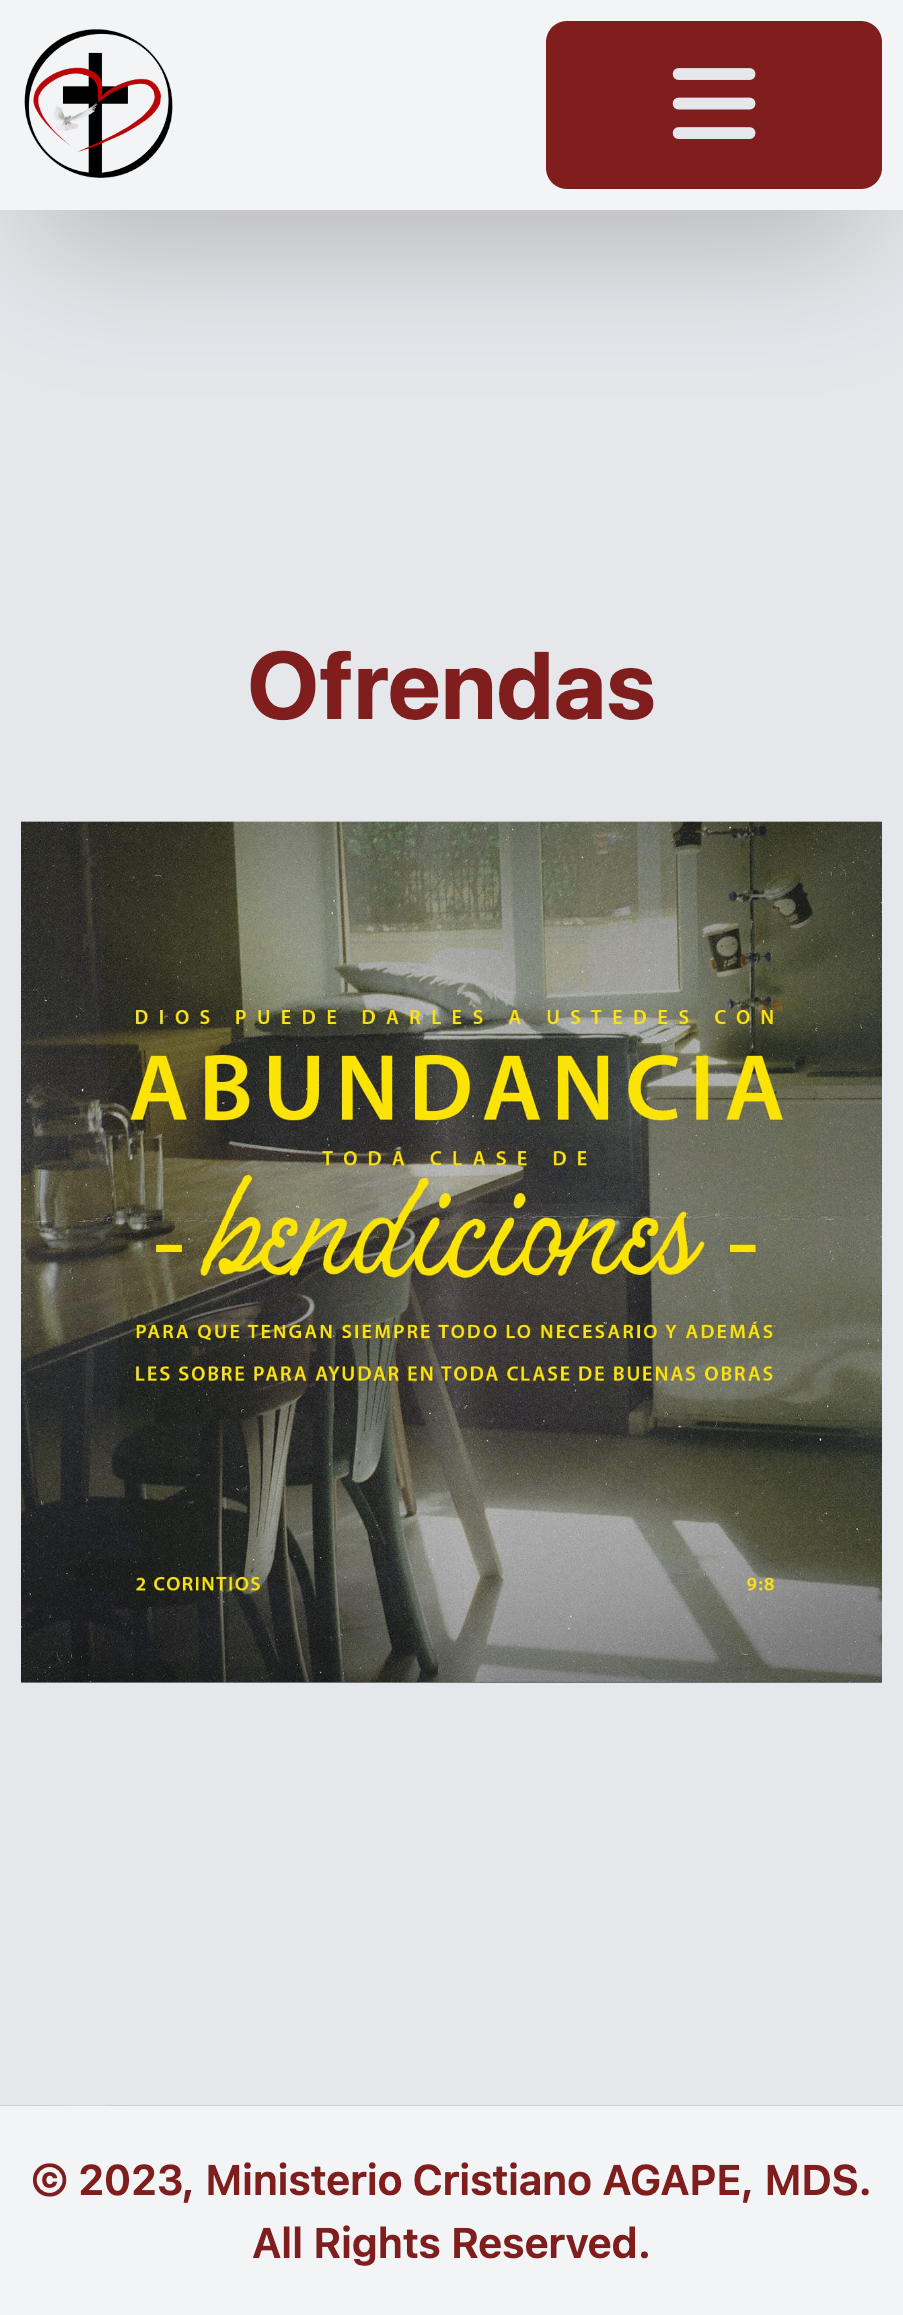 Ofrendas
DIOS PUEDE DARLES A USTEDES CON
ABUNDANCIA
TODA CLASE DE
- bendiciones -
PARA QUE TENGAN SIEMPRE TODO LO NECESARIO Y ADEMÁS
LES SOBRE PARA AYUDAR EN TODA CLASE DE BUENAS OBRAS
2 CORINTIOS 9:8
© 2023, Ministerio Cristiano AGAPE, MDS.
All Rights Reserved.